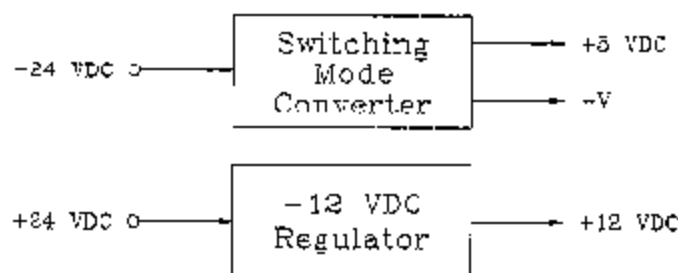 Switching
Mode
Converter
-24 VDC
+5 VDC
-V
-12 VDC
Regulator
+24 VDC
+12 VDC